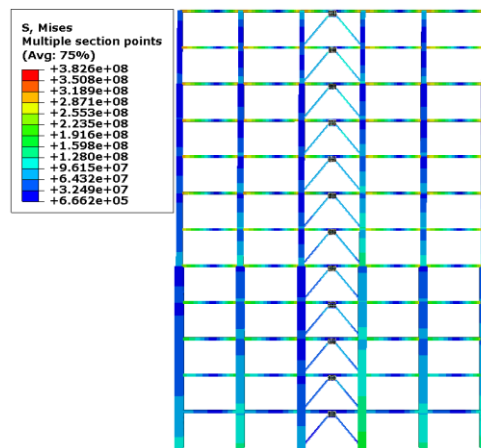 S, Mises
Multiple section points
(Avg: 75%)
+3.826e+08
+3.508e+08
+3.189e+08
+2.871e+08
+2.553e+08
+2.235e+08
+1.916e+08
+1.598e+08
+1.280e+08
+9.615e+07
+6.432e+07
+3.249e+07
+6.662e+05